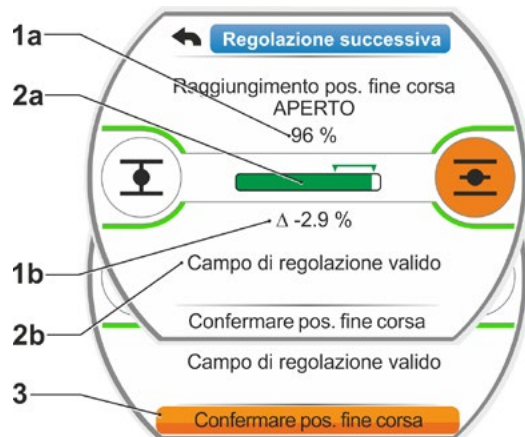 1a
Regolazione successiva
Raggiungimento pos. fine corsa
APERTO
2a
96 %
Δ -2.9 %
1b
Campo di regolazione valido
2b
Confermare pos. fine corsa
Campo di regolazione valido
3
Confermare pos. fine corsa